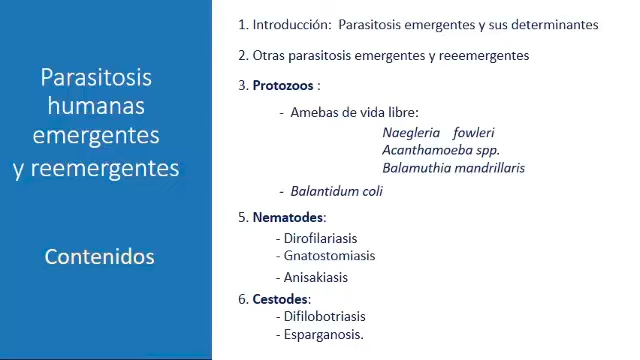 Parasitosis
humanas
emergentes
y reemergentes
Contenidos
1. Introducción: Parasitosis emergentes y sus determinantes
2. Otras parasitosis emergentes y reeemergentes
3. Protozoos :
- Amebas de vida libre:
Naegleria fowleri
Acanthamoeba spp.
Balamuthia mandrillaris
- Balantidum coli
5. Nematodes:
- Dirofilariasis
- Gnatostomiasis
- Anisakiasis
6. Cestodes:
- Difilobotriasis
- Esparganosis.